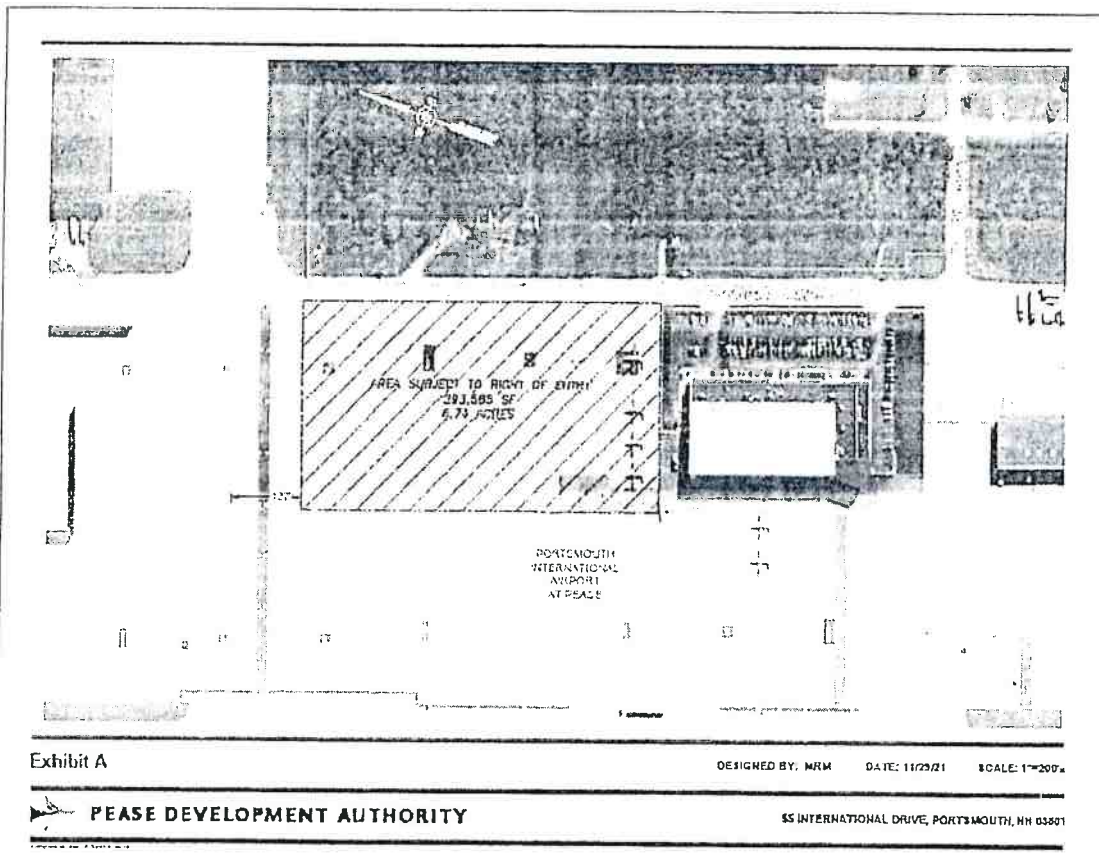 AREA SUBJECT TO RIGHT OF ENTRY
293,585 SF
6.74 ACRES
PORTSMOUTH
INTERNATIONAL
AIRPORT
AT PEASE
Exhibit A
DESIGNED BY: MRM DATE: 11/29/21 SCALE: 1"=200'±
PEASE DEVELOPMENT AUTHORITY
55 INTERNATIONAL DRIVE, PORTSMOUTH, NH 03801